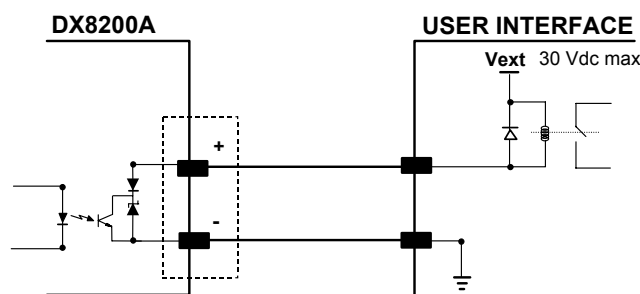 DX8200A
USER INTERFACE
Vext 30 Vdc max
+
-